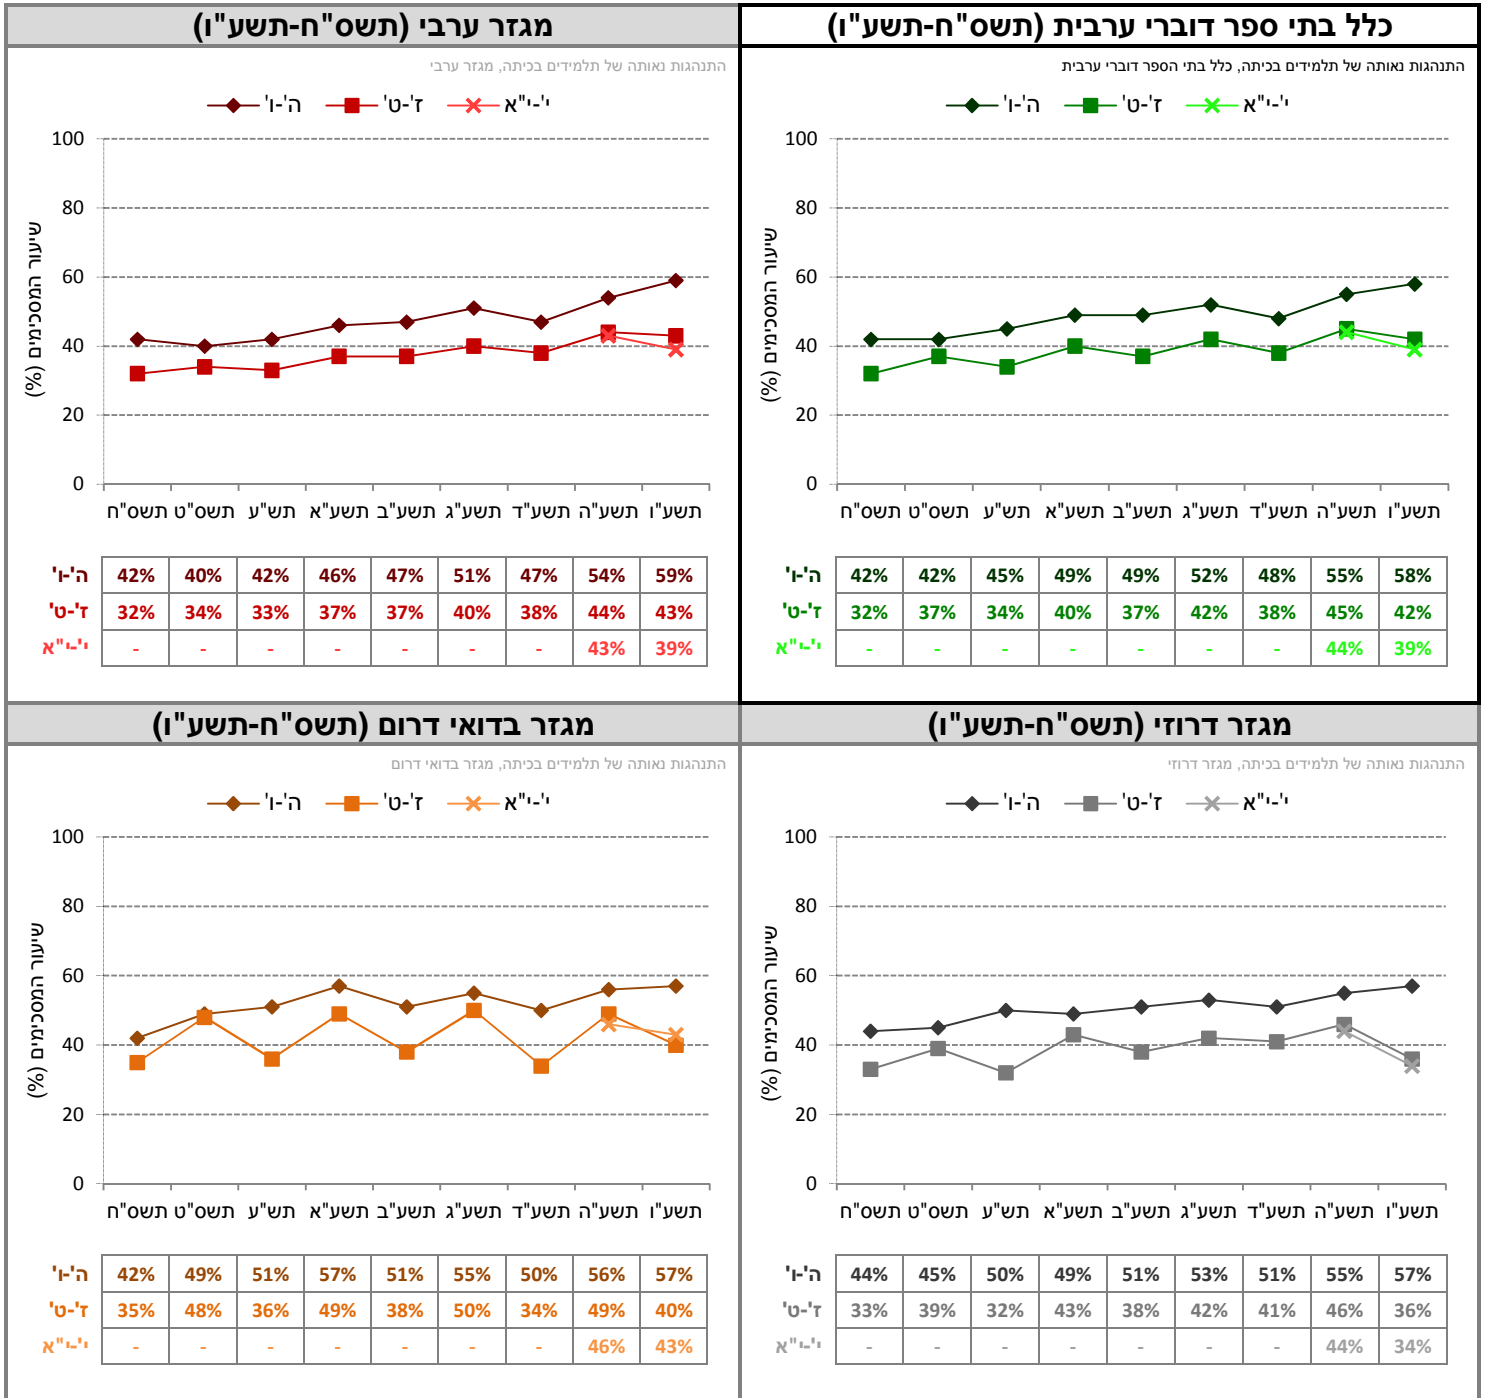 כלל בתי ספר דוברי ערבית (תשס"ח-תשע"ו)
התנהגות נאותה של תלמידים בכיתה, כלל בתי הספר דוברי ערבית
ה'-ו' ז'-ט' י'-י"א
שיעור המסכימים (%)
100
80
60
40
20
0
תשס"ח תשס"ט תש"ע תשע"א תשע"ב תשע"ג תשע"ד תשע"ה תשע"ו
ה'-ו' 42% 42% 45% 49% 49% 52% 48% 55% 58%
ז'-ט' 32% 37% 34% 40% 37% 42% 38% 45% 42%
י'-י"א - - - - - - - 44% 39%
מגזר ערבי (תשס"ח-תשע"ו)
התנהגות נאותה של תלמידים בכיתה, מגזר ערבי
ה'-ו' ז'-ט' י'-י"א
שיעור המסכימים (%)
100
80
60
40
20
0
תשס"ח תשס"ט תש"ע תשע"א תשע"ב תשע"ג תשע"ד תשע"ה תשע"ו
ה'-ו' 42% 40% 42% 46% 47% 51% 47% 54% 59%
ז'-ט' 32% 34% 33% 37% 37% 40% 38% 44% 43%
י'-י"א - - - - - - - 43% 39%
מגזר דרוזי (תשס"ח-תשע"ו)
התנהגות נאותה של תלמידים בכיתה, מגזר דרוזי
ה'-ו' ז'-ט' י'-י"א
שיעור המסכימים (%)
100
80
60
40
20
0
תשס"ח תשס"ט תש"ע תשע"א תשע"ב תשע"ג תשע"ד תשע"ה תשע"ו
ה'-ו' 44% 45% 50% 49% 51% 53% 51% 55% 57%
ז'-ט' 33% 39% 32% 43% 38% 42% 41% 46% 36%
י'-י"א - - - - - - - 44% 34%
מגזר בדואי דרום (תשס"ח-תשע"ו)
התנהגות נאותה של תלמידים בכיתה, מגזר בדואי דרום
ה'-ו' ז'-ט' י'-י"א
שיעור המסכימים (%)
100
80
60
40
20
0
תשס"ח תשס"ט תש"ע תשע"א תשע"ב תשע"ג תשע"ד תשע"ה תשע"ו
ה'-ו' 42% 49% 51% 57% 51% 55% 50% 56% 57%
ז'-ט' 35% 48% 36% 49% 38% 50% 34% 49% 40%
י'-י"א - - - - - - - 46% 43%